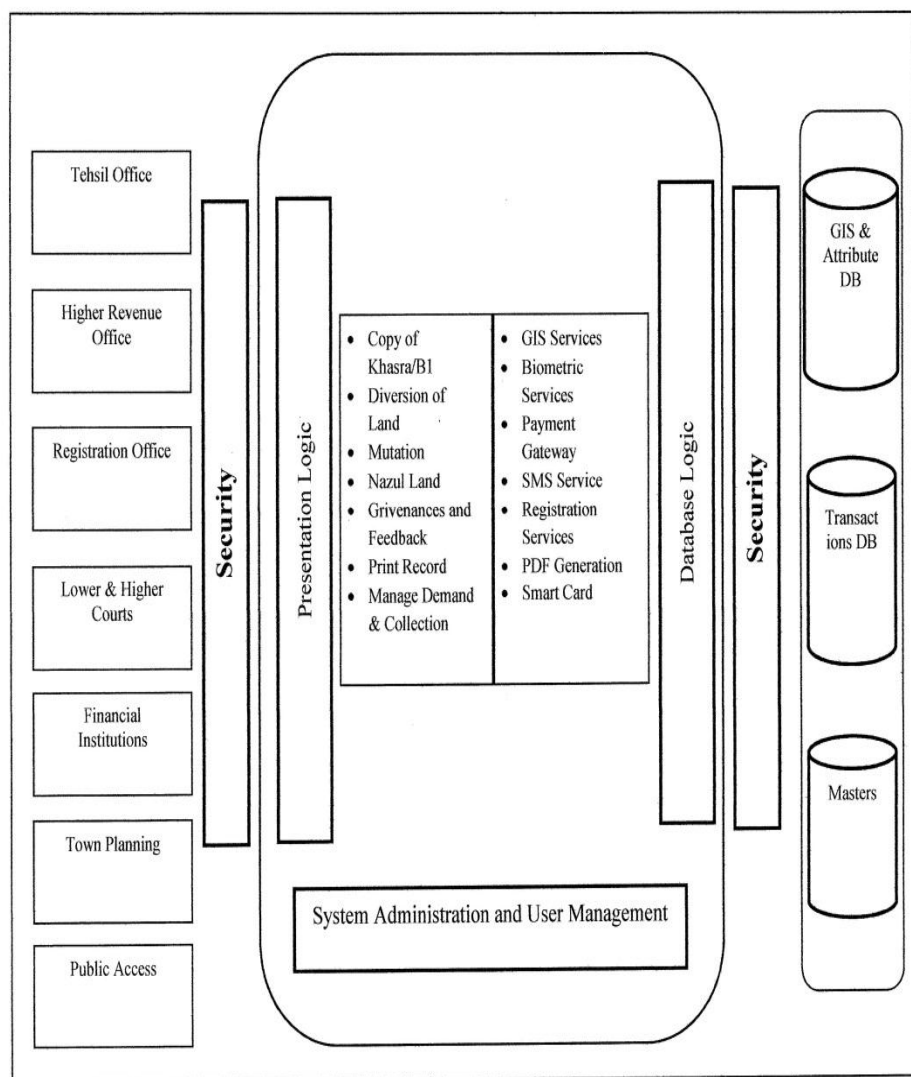 Tehsil Office
Higher Revenue
Office
Registration Office
Lower & Higher
Courts
Financial
Institutions
Town Planning
Public Access
Security
Presentation Logic
• Copy of
Khasra/B1
• Diversion of
Land
• Mutation
• Nazul Land
• Grivenances and
Feedback
• Print Record
• Manage Demand
& Collection
• GIS Services
• Biometric
Services
• Payment
Gateway
• SMS Service
• Registration
Services
• PDF Generation
• Smart Card
Database Logic
Security
System Administration and User Management
GIS &
Attribute
DB
Transact
ions DB
Masters